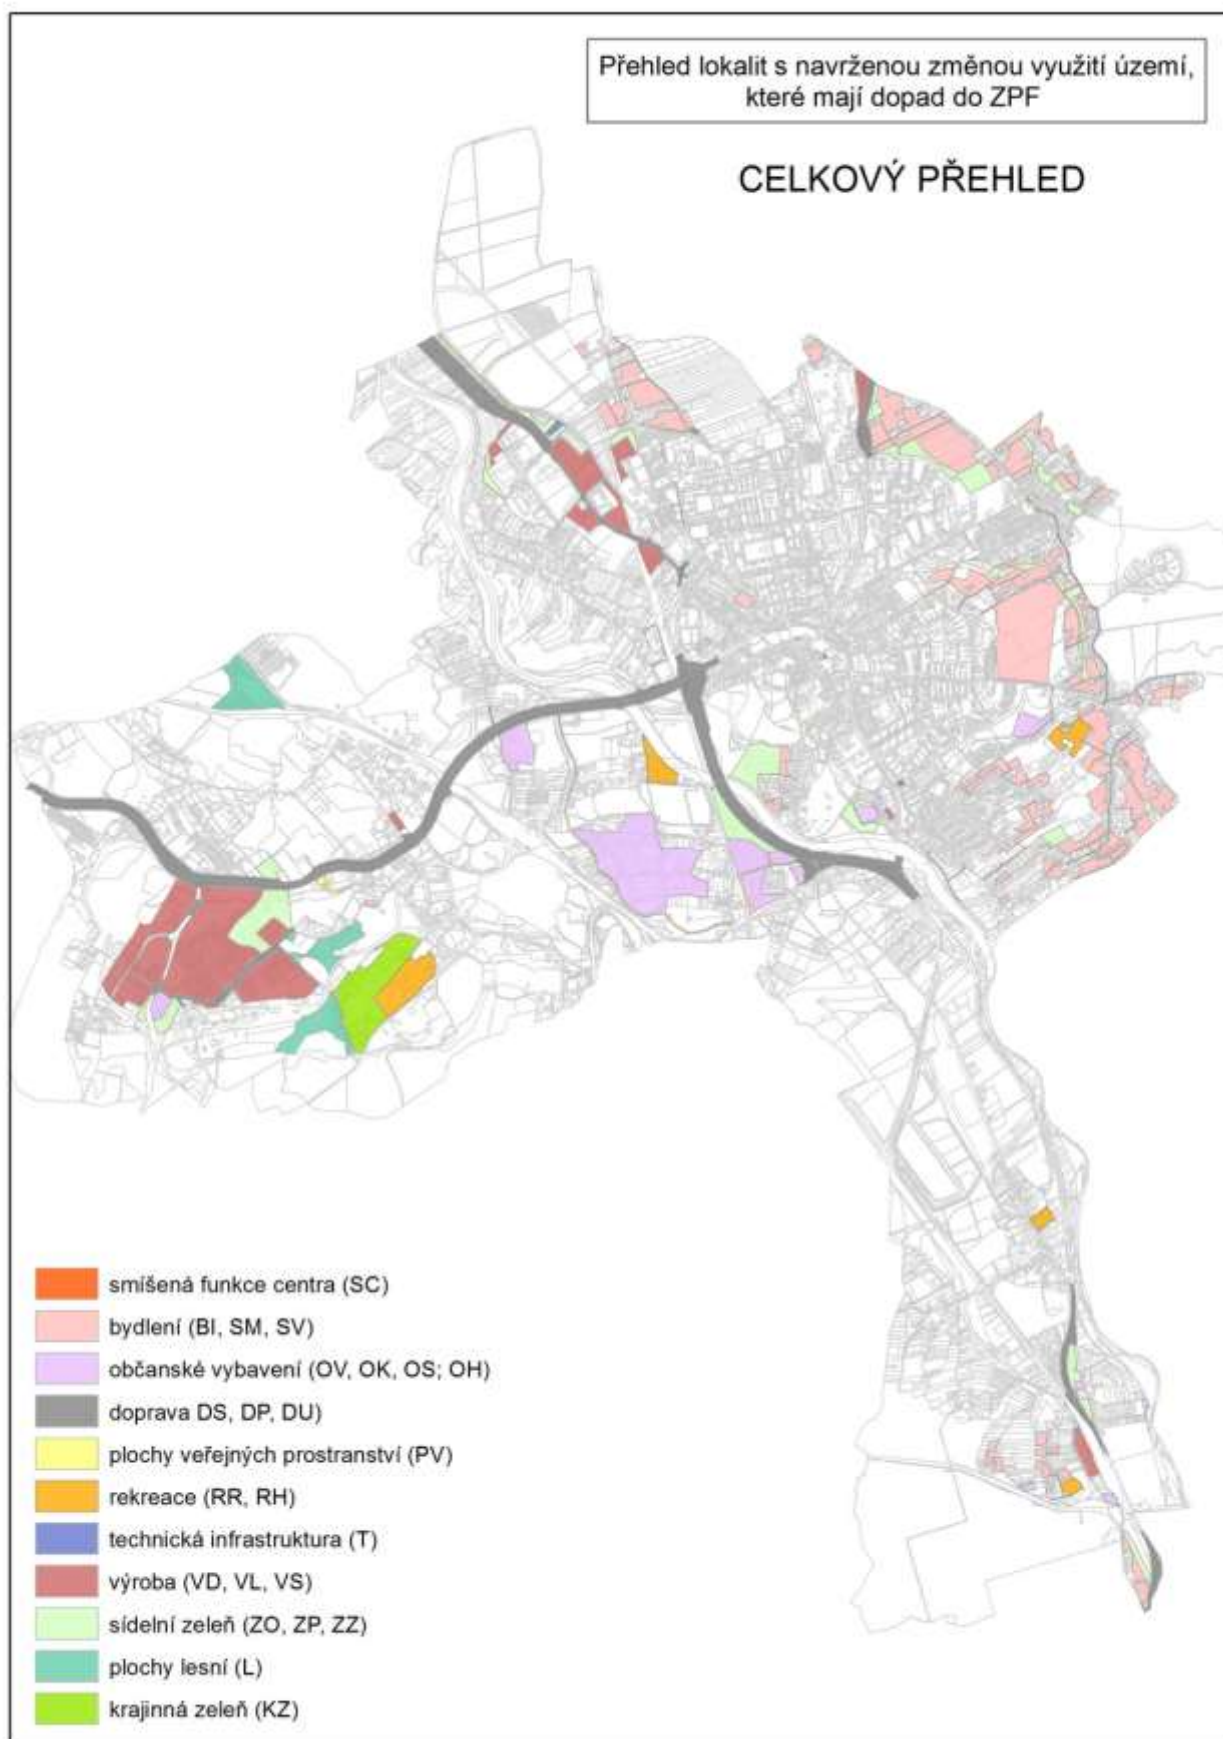 Přehled lokalit s navrženou změnou využití území,
které mají dopad do ZPF
CELKOVÝ PŘEHLED
smíšená funkce centra (SC)
bydlení (BI, SM, SV)
občanské vybavení (OV, OK, OS; OH)
doprava DS, DP, DU)
plochy veřejných prostranství (PV)
rekreace (RR, RH)
technická infrastruktura (T)
výroba (VD, VL, VS)
sídelní zeleň (ZO, ZP, ZZ)
plochy lesní (L)
krajinná zeleň (KZ)